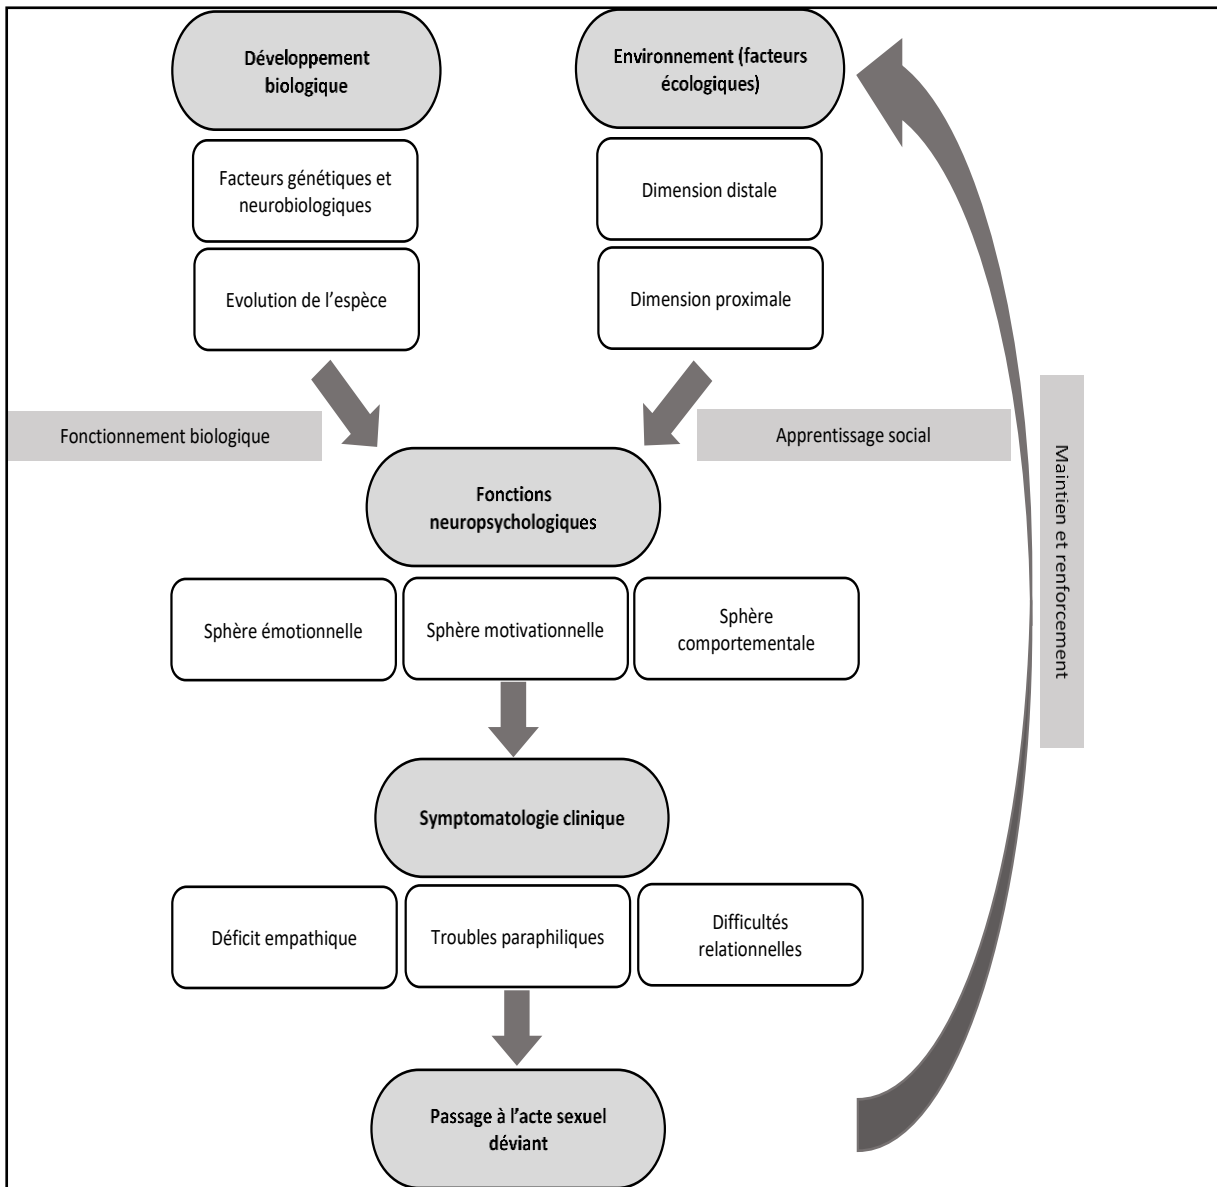 Développement
biologique
Environnement (facteurs
écologiques)
Facteurs génétiques et
neurobiologiques
Dimension distale
Evolution de l’espèce
Dimension proximale
Fonctionnement biologique
Apprentissage social
Maintien et renforcement
Fonctions
neuropsychologiques
Sphère émotionnelle
Sphère motivationnelle
Sphère
comportementale
Symptomatologie clinique
Déficit empathique
Troubles paraphiliques
Difficultés
relationnelles
Passage à l’acte sexuel
déviant